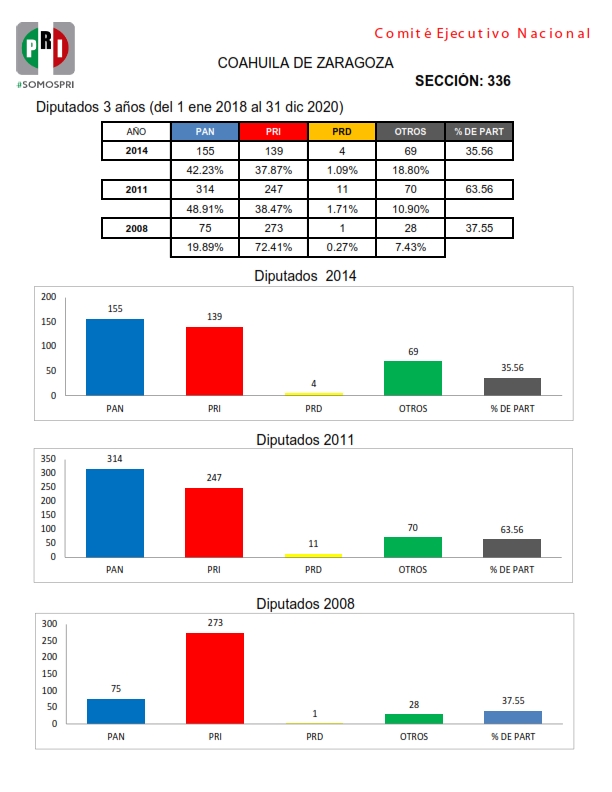 Comité Ejecutivo Nacional
PRI
#SOMOSPRI
COAHUILA DE ZARAGOZA
SECCIÓN: 336
Diputados 3 años (del 1 ene 2018 al 31 dic 2020)
AÑO PAN PRI PRD OTROS % DE PART
2014 155 139 4 69 35.56
42.23% 37.87% 1.09% 18.80%
2011 314 247 11 70 63.56
48.91% 38.47% 1.71% 10.90%
2008 75 273 1 28 37.55
19.89% 72.41% 0.27% 7.43%
Diputados 2014
200
150
100
50
0
155 139 4 69 35.56
PAN PRI PRD OTROS % DE PART
Diputados 2011
350
300
250
200
150
100
50
0
314 247 11 70 63.56
PAN PRI PRD OTROS % DE PART
Diputados 2008
300
250
200
150
100
50
0
75 273 1 28 37.55
PAN PRI PRD OTROS % DE PART